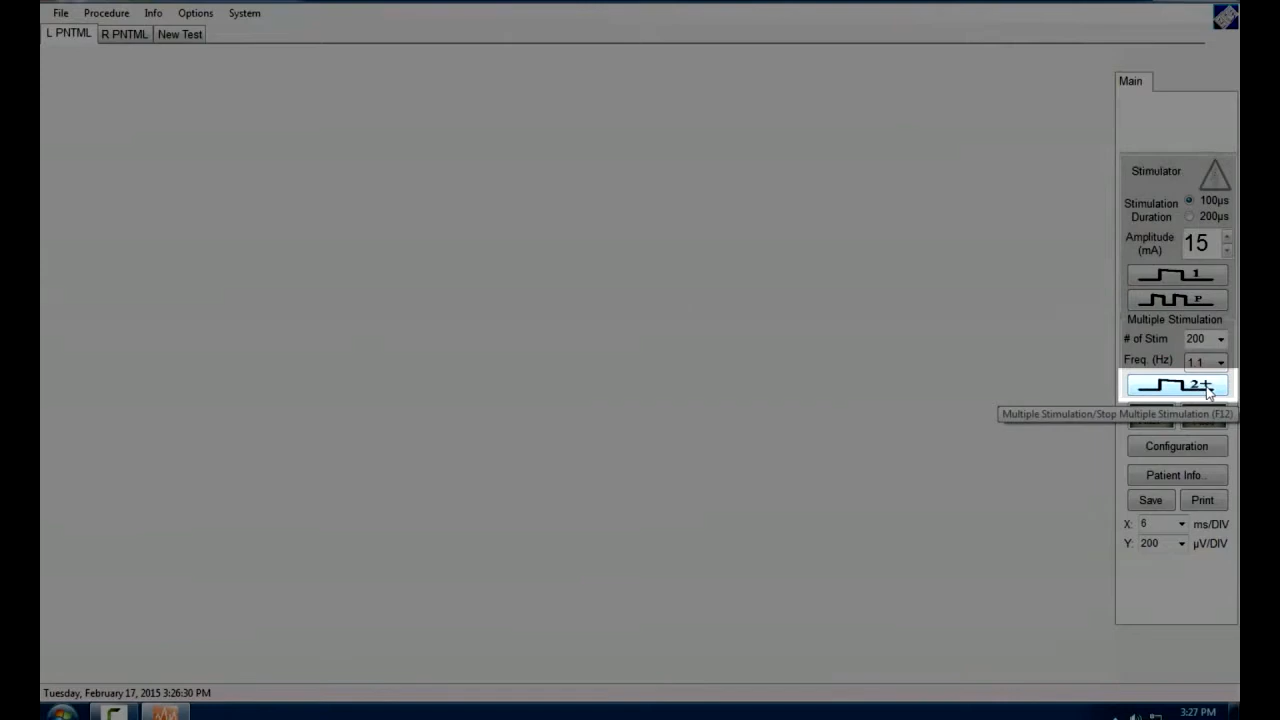 File Procedure Info Options System
L PNTML R PNTML New Test
Main
Stimulator
Stimulation
Duration
100µs
200µs
Amplitude
(mA)
15
1
P
Multiple Stimulation
# of Stim 200
Freq. (Hz) 1.1
2+
Multiple Stimulation/Stop Multiple Stimulation (F12)
Configuration
Patient Info..
Save Print
X: 6 ms/DIV
Y: 200 µV/DIV
Tuesday, February 17, 2015 3:26:30 PM
3:27 PM